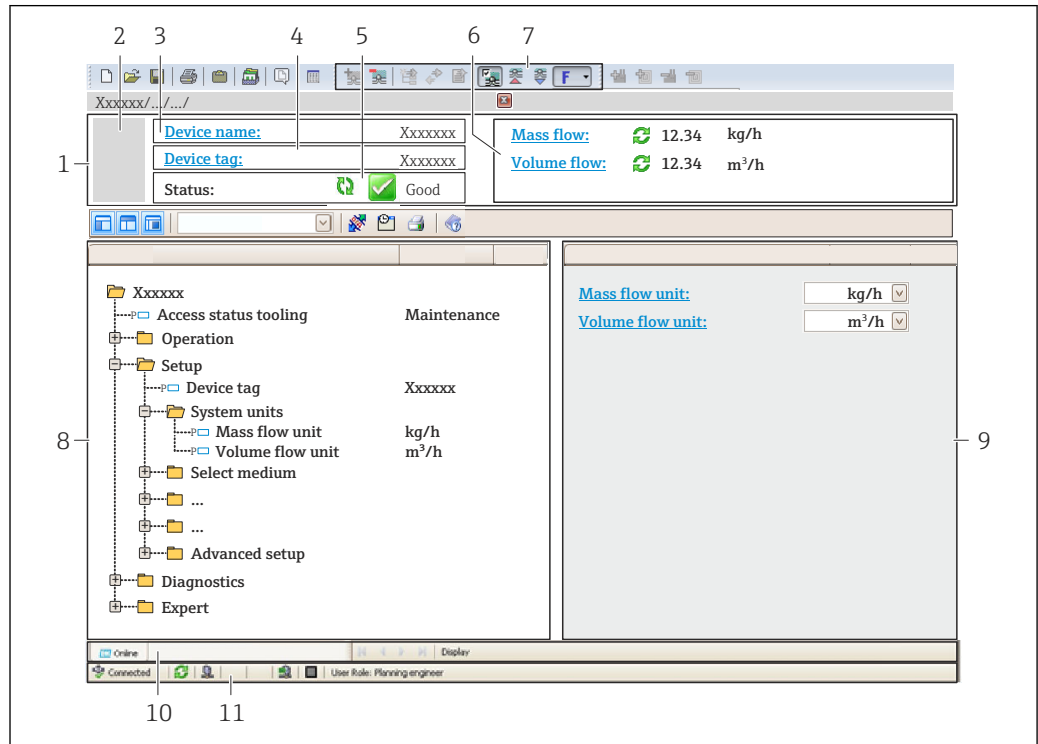 2 3 4 5 6 7
F
Xxxxxx/.../.../
1
Device name: Xxxxxxx
Device tag: Xxxxxxx
Status: Good
Mass flow: 12.34 kg/h
Volume flow: 12.34 m³/h
Xxxxxx
P Access status tooling Maintenance
Operation
Setup
P Device tag Xxxxxx
System units
P Mass flow unit kg/h
P Volume flow unit m³/h
Select medium
...
...
Advanced setup
Diagnostics
Expert
Mass flow unit: kg/h
Volume flow unit: m³/h
8
9
Online Display
Connected User Role: Planning engineer
10 11